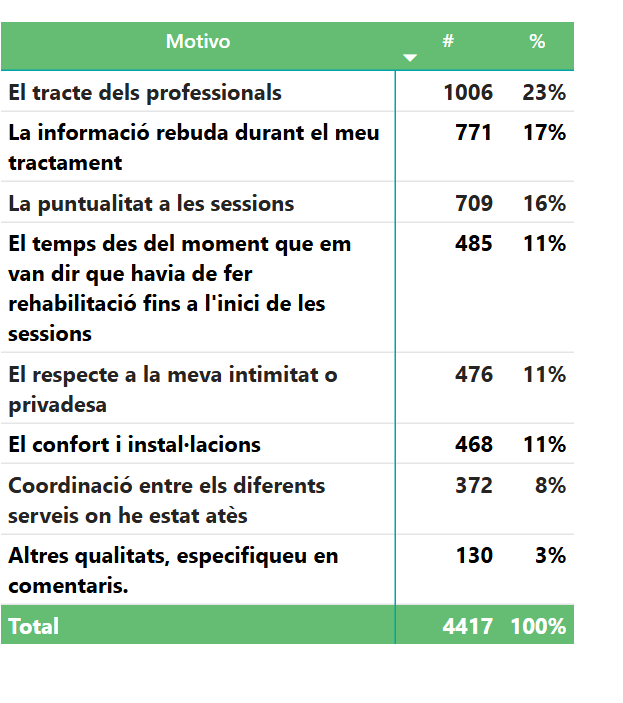 Motivo # %
El tracte dels professionals 1006 23%
La informació rebuda durant el meu 771 17%
tractament
La puntualitat a les sessions 709 16%
El temps des del moment que em 485 11%
van dir que havia de fer
rehabilitació fins a l'inici de les
sessions
El respecte a la meva intimitat o 476 11%
privadesa
El confort i instal·lacions 468 11%
Coordinació entre els diferents 372 8%
serveis on he estat atès
Altres qualitats, especifiqueu en 130 3%
comentaris.
Total 4417 100%